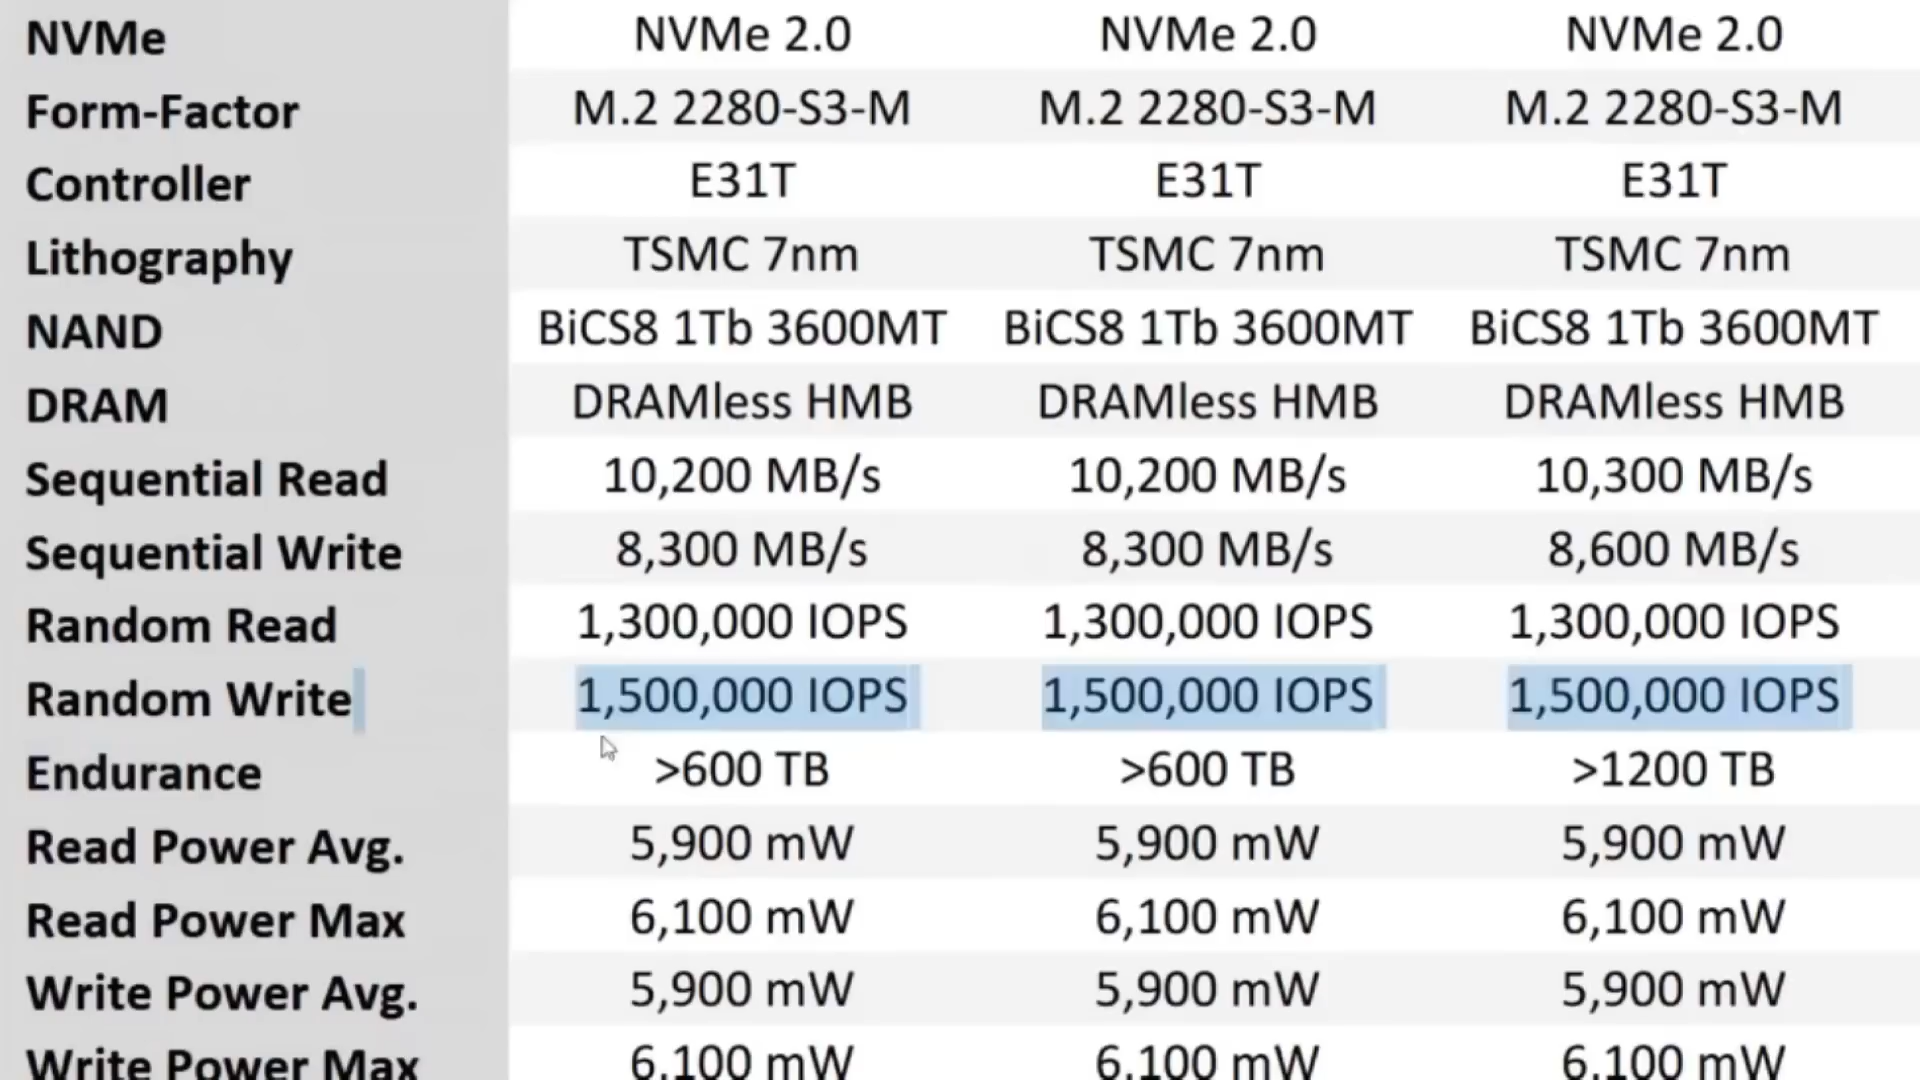 NVMe NVMe 2.0 NVMe 2.0 NVMe 2.0
Form-Factor M.2 2280-S3-M M.2 2280-S3-M M.2 2280-S3-M
Controller E31T E31T E31T
Lithography TSMC 7nm TSMC 7nm TSMC 7nm
NAND BiCS8 1Tb 3600MT BiCS8 1Tb 3600MT BiCS8 1Tb 3600MT
DRAM DRAMless HMB DRAMless HMB DRAMless HMB
Sequential Read 10,200 MB/s 10,200 MB/s 10,300 MB/s
Sequential Write 8,300 MB/s 8,300 MB/s 8,600 MB/s
Random Read 1,300,000 IOPS 1,300,000 IOPS 1,300,000 IOPS
Random Write 1,500,000 IOPS 1,500,000 IOPS 1,500,000 IOPS
Endurance >600 TB >600 TB >1200 TB
Read Power Avg. 5,900 mW 5,900 mW 5,900 mW
Read Power Max 6,100 mW 6,100 mW 6,100 mW
Write Power Avg. 5,900 mW 5,900 mW 5,900 mW
Write Power Max 6,100 mW 6,100 mW 6,100 mW